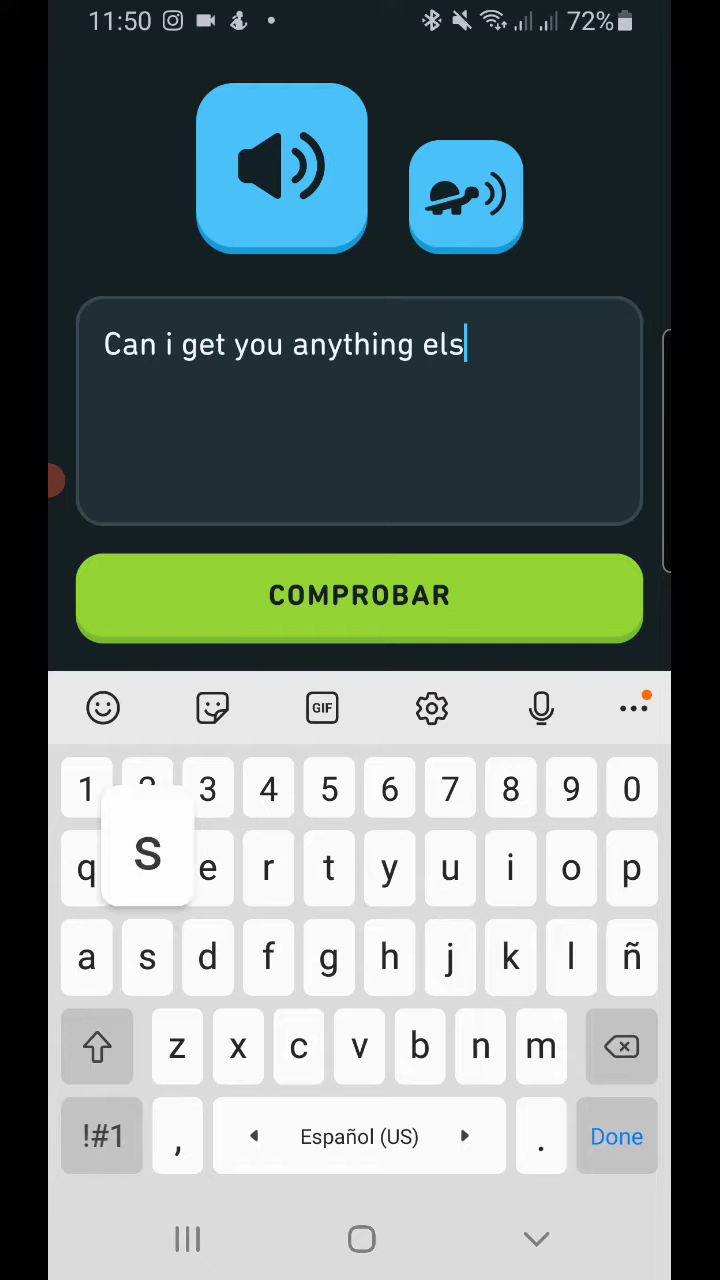 11:50
72%
Can i get you anything els
COMPROBAR
GIF
1 2 3 4 5 6 7 8 9 0
q s e r t y u i o p
a s d f g h j k l ñ
z x c v b n m
!#1 , Español (US) . Done